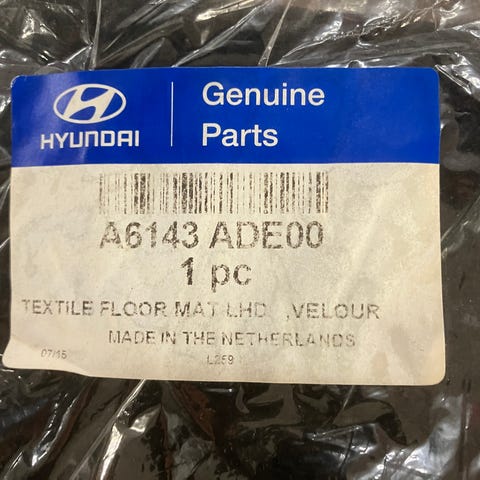 HYUNDAI
Genuine
Parts
A6143 ADE00
1 pc
TEXTILE FLOOR MAT LHD ,VELOUR
MADE IN THE NETHERLANDS
07/15
L259